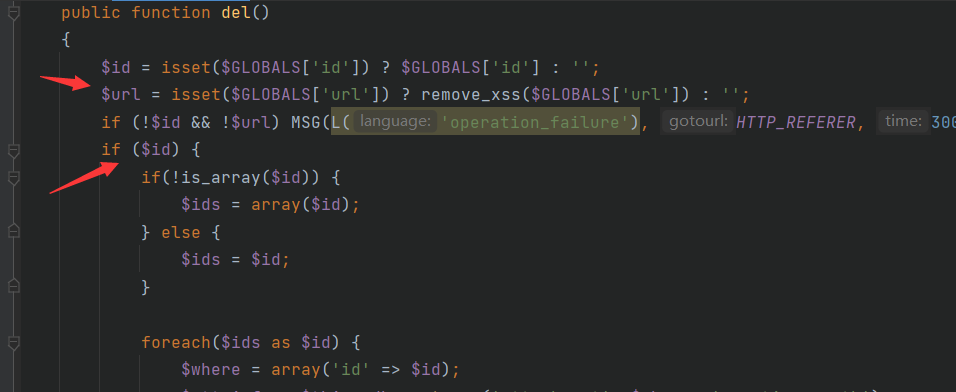 public function del()
{
$id = isset($GLOBALS['id']) ? $GLOBALS['id'] : '';
$url = isset($GLOBALS['url']) ? remove_xss($GLOBALS['url']) : '';
if (!$id && !$url) MSG(L( language: 'operation_failure'), gotourl: HTTP_REFERER, time: 300
if ($id) {
if(!is_array($id)) {
$ids = array($id);
} else {
$ids = $id;
}
foreach($ids as $id) {
$where = array('id' => $id);